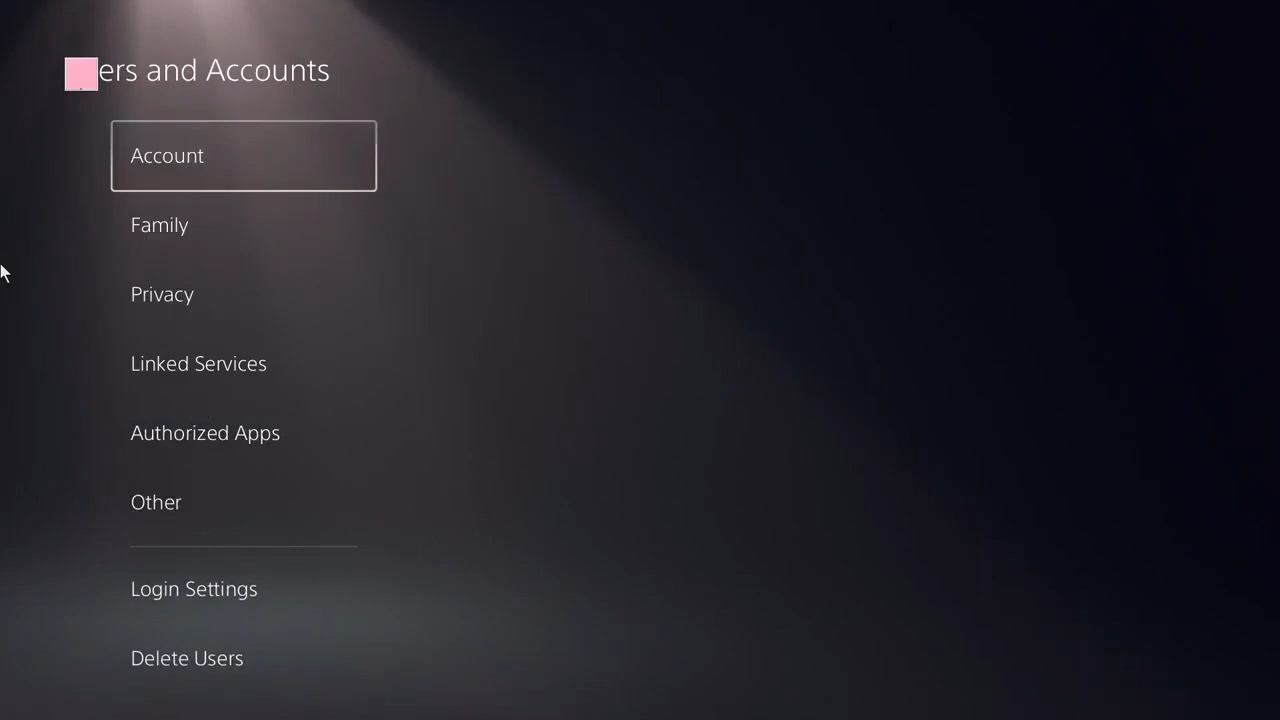 ers and Accounts
Account
Family
Privacy
Linked Services
Authorized Apps
Other
Login Settings
Delete Users